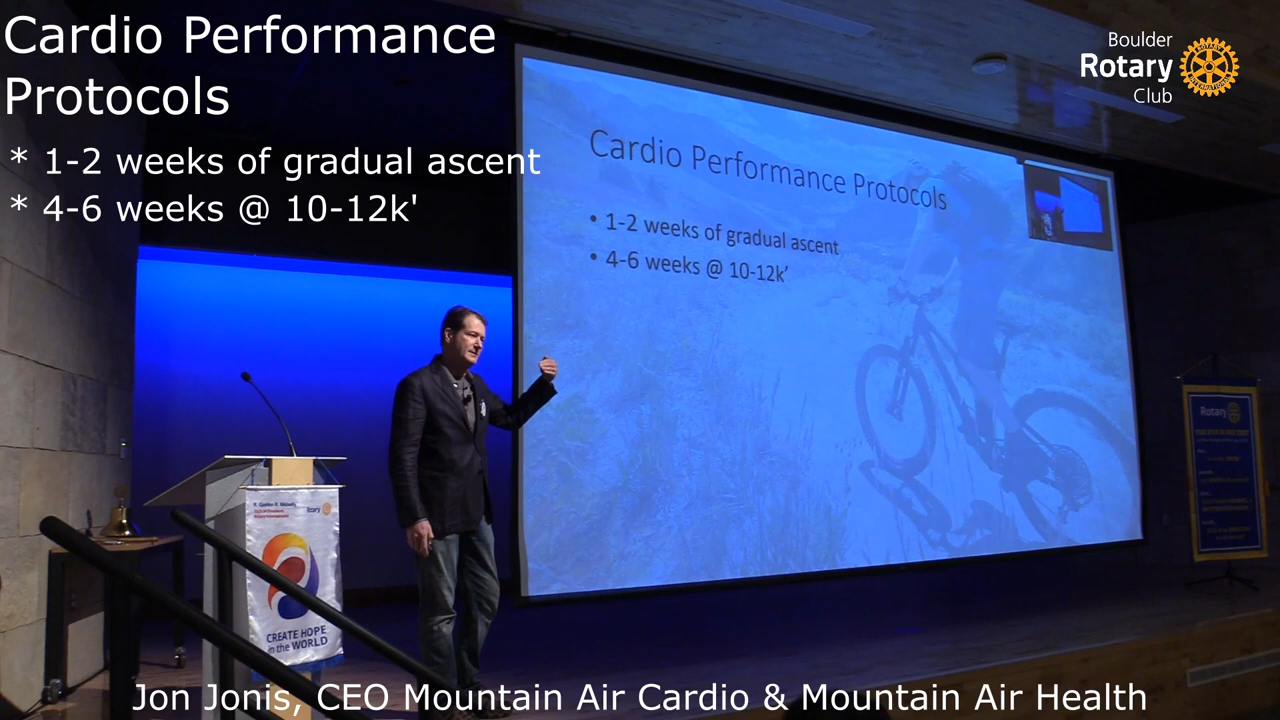 Cardio Performance
Protocols
* 1-2 weeks of gradual ascent
* 4-6 weeks @ 10-12k'
Boulder
Rotary
Club
Cardio Performance Protocols
• 1-2 weeks of gradual ascent
• 4-6 weeks @ 10-12k'
Rotary
Rotary
CREATE HOPE
in the WORLD
Jon Jonis, CEO Mountain Air Cardio & Mountain Air Health